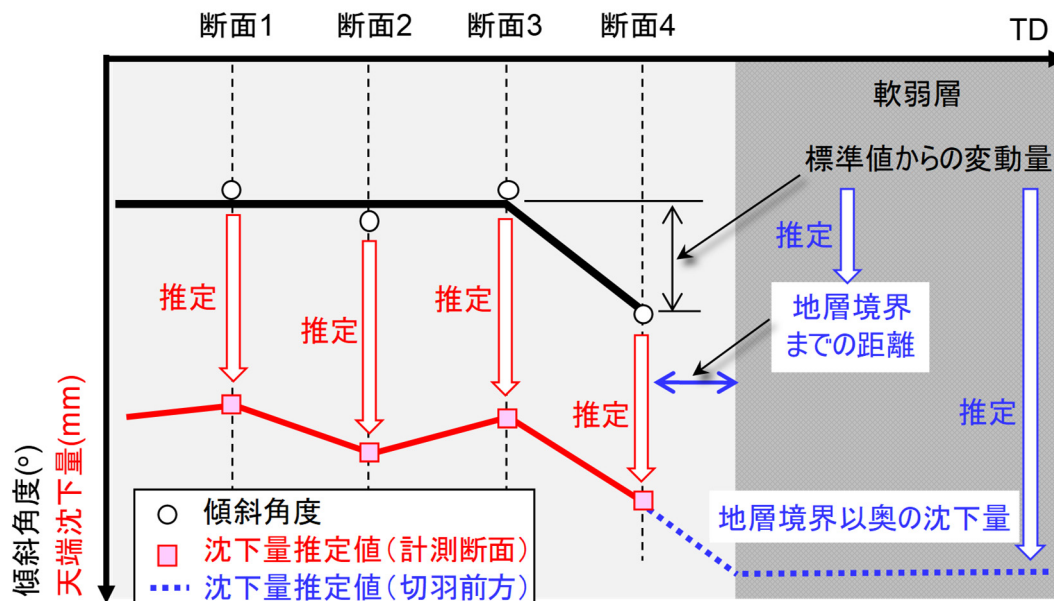 断面1
断面2
断面3
断面4
TD
軟弱層
標準値からの変動量
推定
推定
推定
推定
推定
推定
地層境界
までの距離
地層境界以奥の沈下量
傾斜角度(o)
天端沈下量(mm)
傾斜角度
沈下量推定値(計測断面)
沈下量推定値(切羽前方)